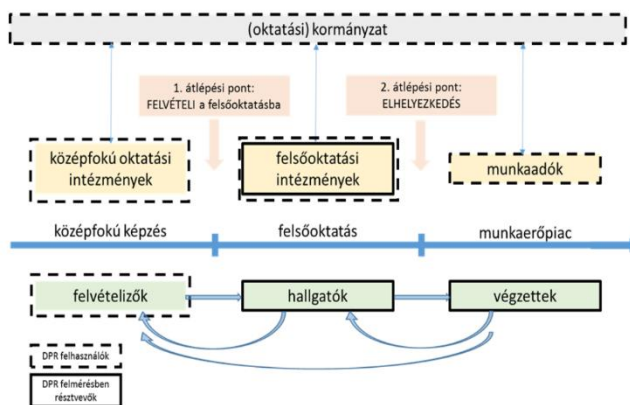 (oktatási) kormányzat
1. átlépési pont:
FELVÉTELI a felsőoktatásba
2. átlépési pont:
ELHELYEZKEDÉS
középfokú oktatási
intézmények
felsőoktatási
intézmények
munkaadók
középfokú képzés
felsőoktatás
munkaerőpiac
felvételizők
hallgatók
végzettek
DPR felhasználók
DPR felmérésben
résztvevők